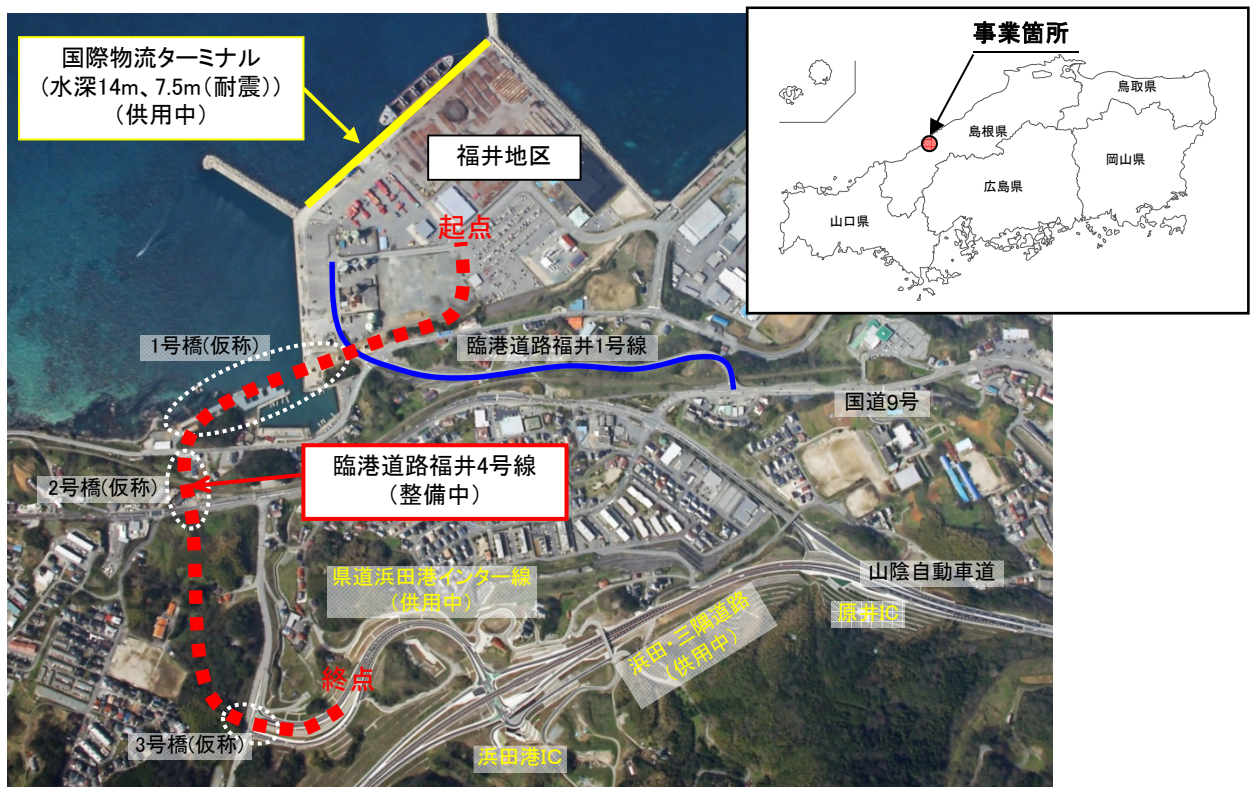 国際物流ターミナル
（水深14m、7.5m（耐震））
（供用中）
事業箇所
鳥取県
島根県
岡山県
広島県
山口県
福井地区
起点
1号橋(仮称)
臨港道路福井1号線
国道9号
臨港道路福井4号線
（整備中）
2号橋(仮称)
県道浜田港インター線
（供用中）
山陰自動車道
原井IC
浜田・三隅道路
（供用中）
終点
3号橋(仮称)
浜田港IC